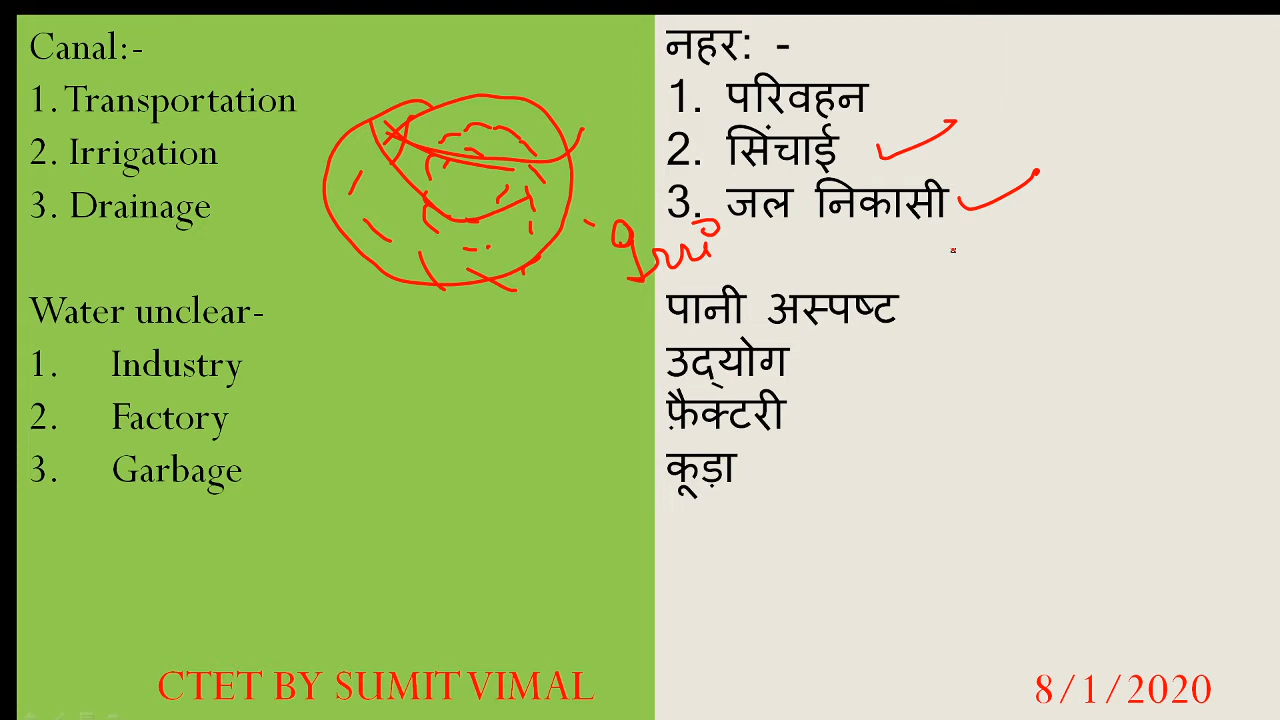 Canal:-
1. Transportation
2. Irrigation
3. Drainage
Water unclear-
1. Industry
2. Factory
3. Garbage
नहर: -
1. परिवहन
2. सिंचाई
3. जल निकासी
पानी अस्पष्ट
उद्योग
फ़ैक्टरी
कूड़ा
CTET BY SUMIT VIMAL
8/1/2020